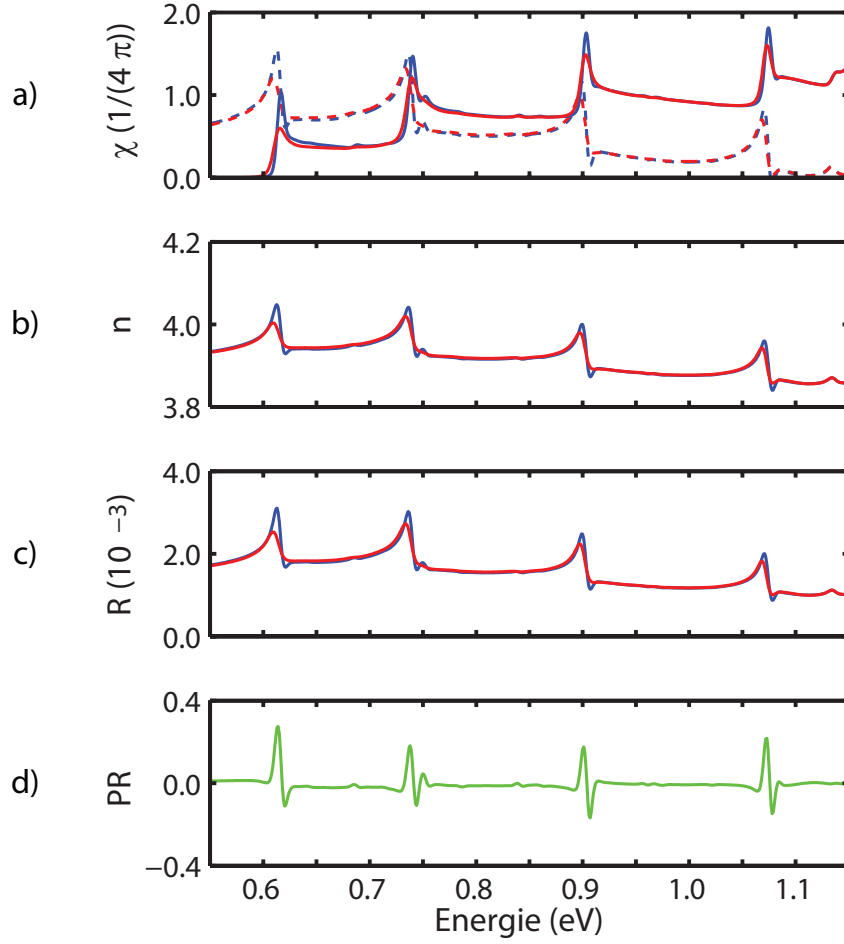 a)
χ (1/(4 π))
2.0
1.0
0.0
b)
n
4.2
4.0
3.8
c)
R (10 −3)
4.0
2.0
0.0
d)
PR
0.4
0.0
−0.4
0.6 0.7 0.8 0.9 1.0 1.1
Energie (eV)